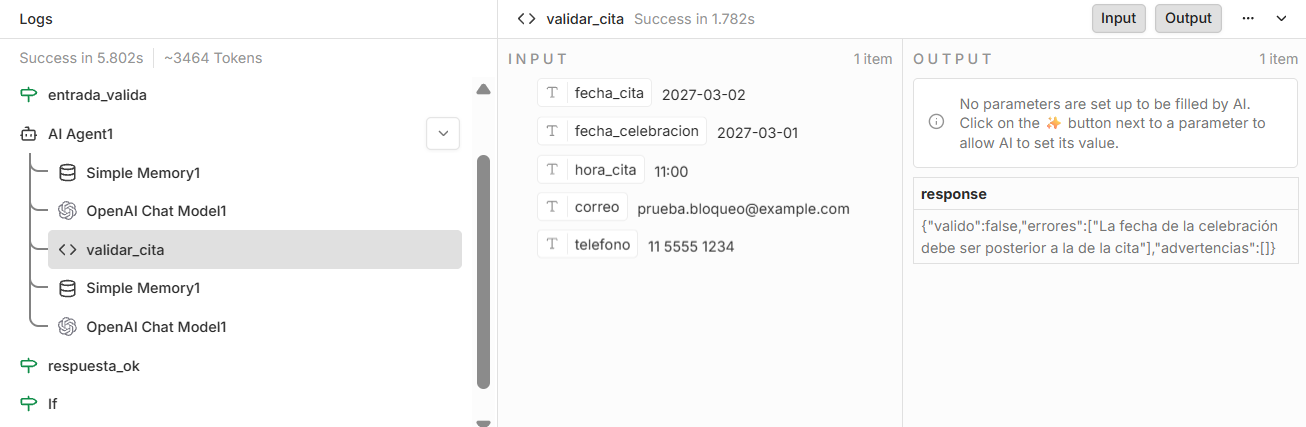 Logs
Success in 5.802s ~3464 Tokens
entrada_valida
AI Agent1
Simple Memory1
OpenAI Chat Model1
validar_cita
Simple Memory1
OpenAI Chat Model1
respuesta_ok
If
validar_cita Success in 1.782s
Input Output
INPUT 1 item
T fecha_cita 2027-03-02
T fecha_celebracion 2027-03-01
T hora_cita 11:00
T correo prueba.bloqueo@example.com
T telefono 11 5555 1234
OUTPUT 1 item
No parameters are set up to be filled by AI.
Click on the ✨ button next to a parameter to
allow AI to set its value.
response
{"valido":false,"errores":["La fecha de la celebración
debe ser posterior a la de la cita"],"advertencias":[]}